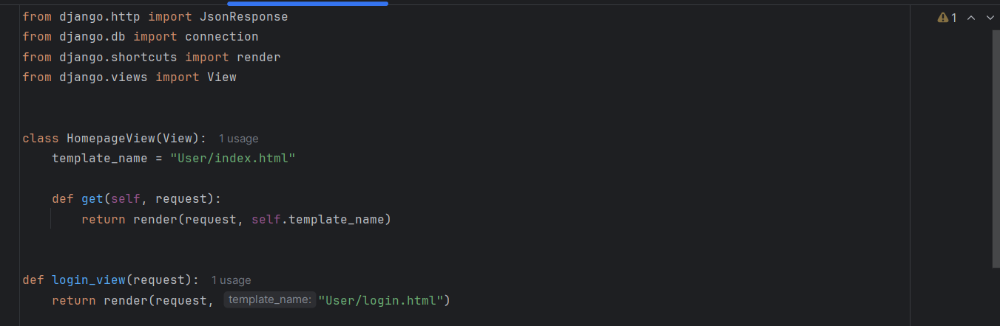 from django.http import JsonResponse
1
from django.db import connection
from django.shortcuts import render
from django.views import View
class HomepageView(View): 1 usage
template_name = "User/index.html"
def get(self, request):
return render(request, self.template_name)
def login_view(request): 1 usage
return render(request, template_name: "User/login.html")